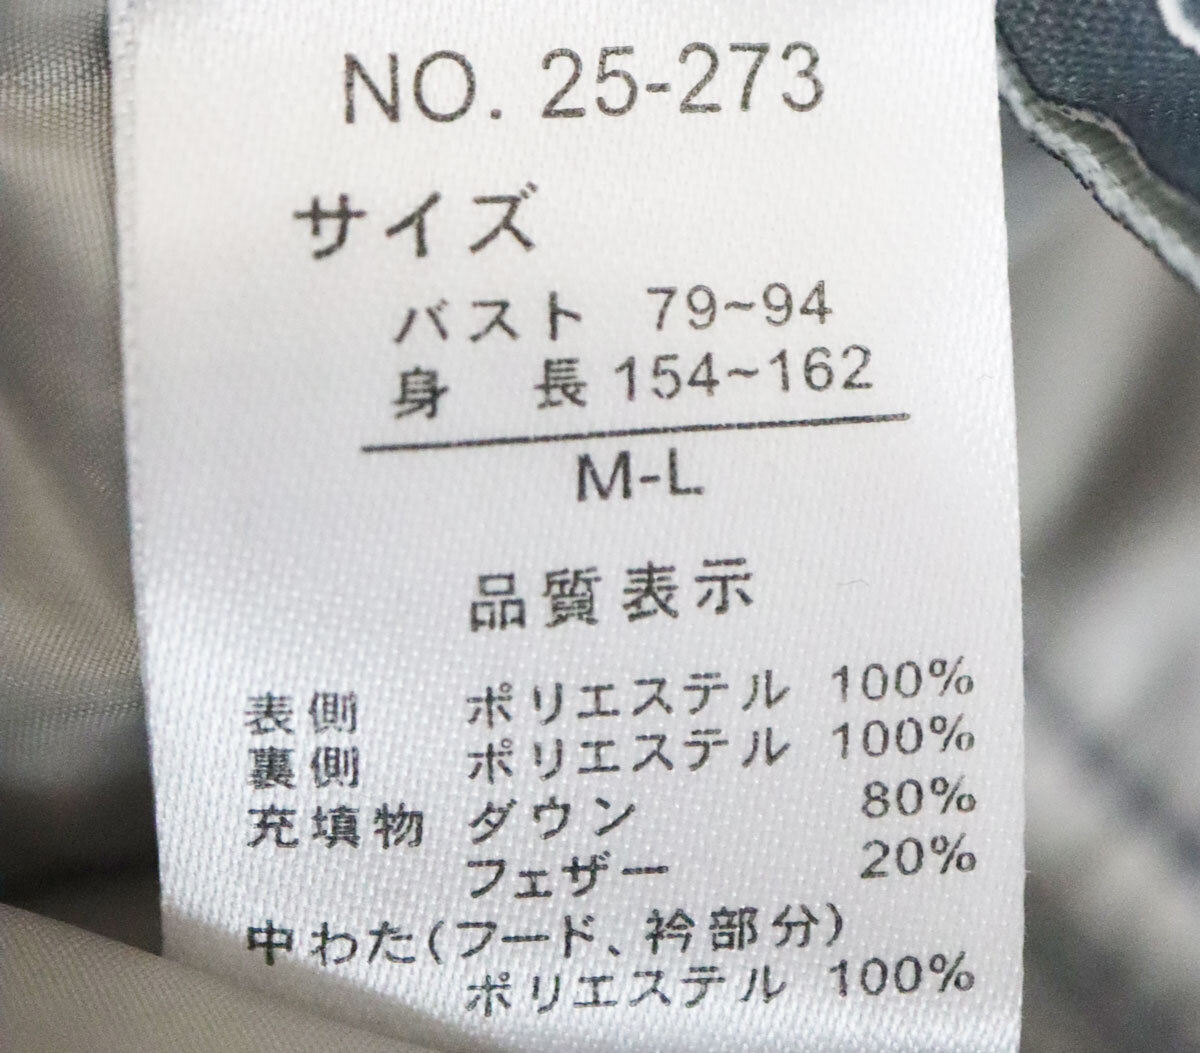 NO. 25-273
サイズ
バスト 79~94
身 長 154~162
M-L
品質表示
表側 ポリエステル 100%
裏側 ポリエステル 100%
充填物 ダウン 80%
フェザー 20%
中わた(フード、衿部分)
ポリエステル 100%